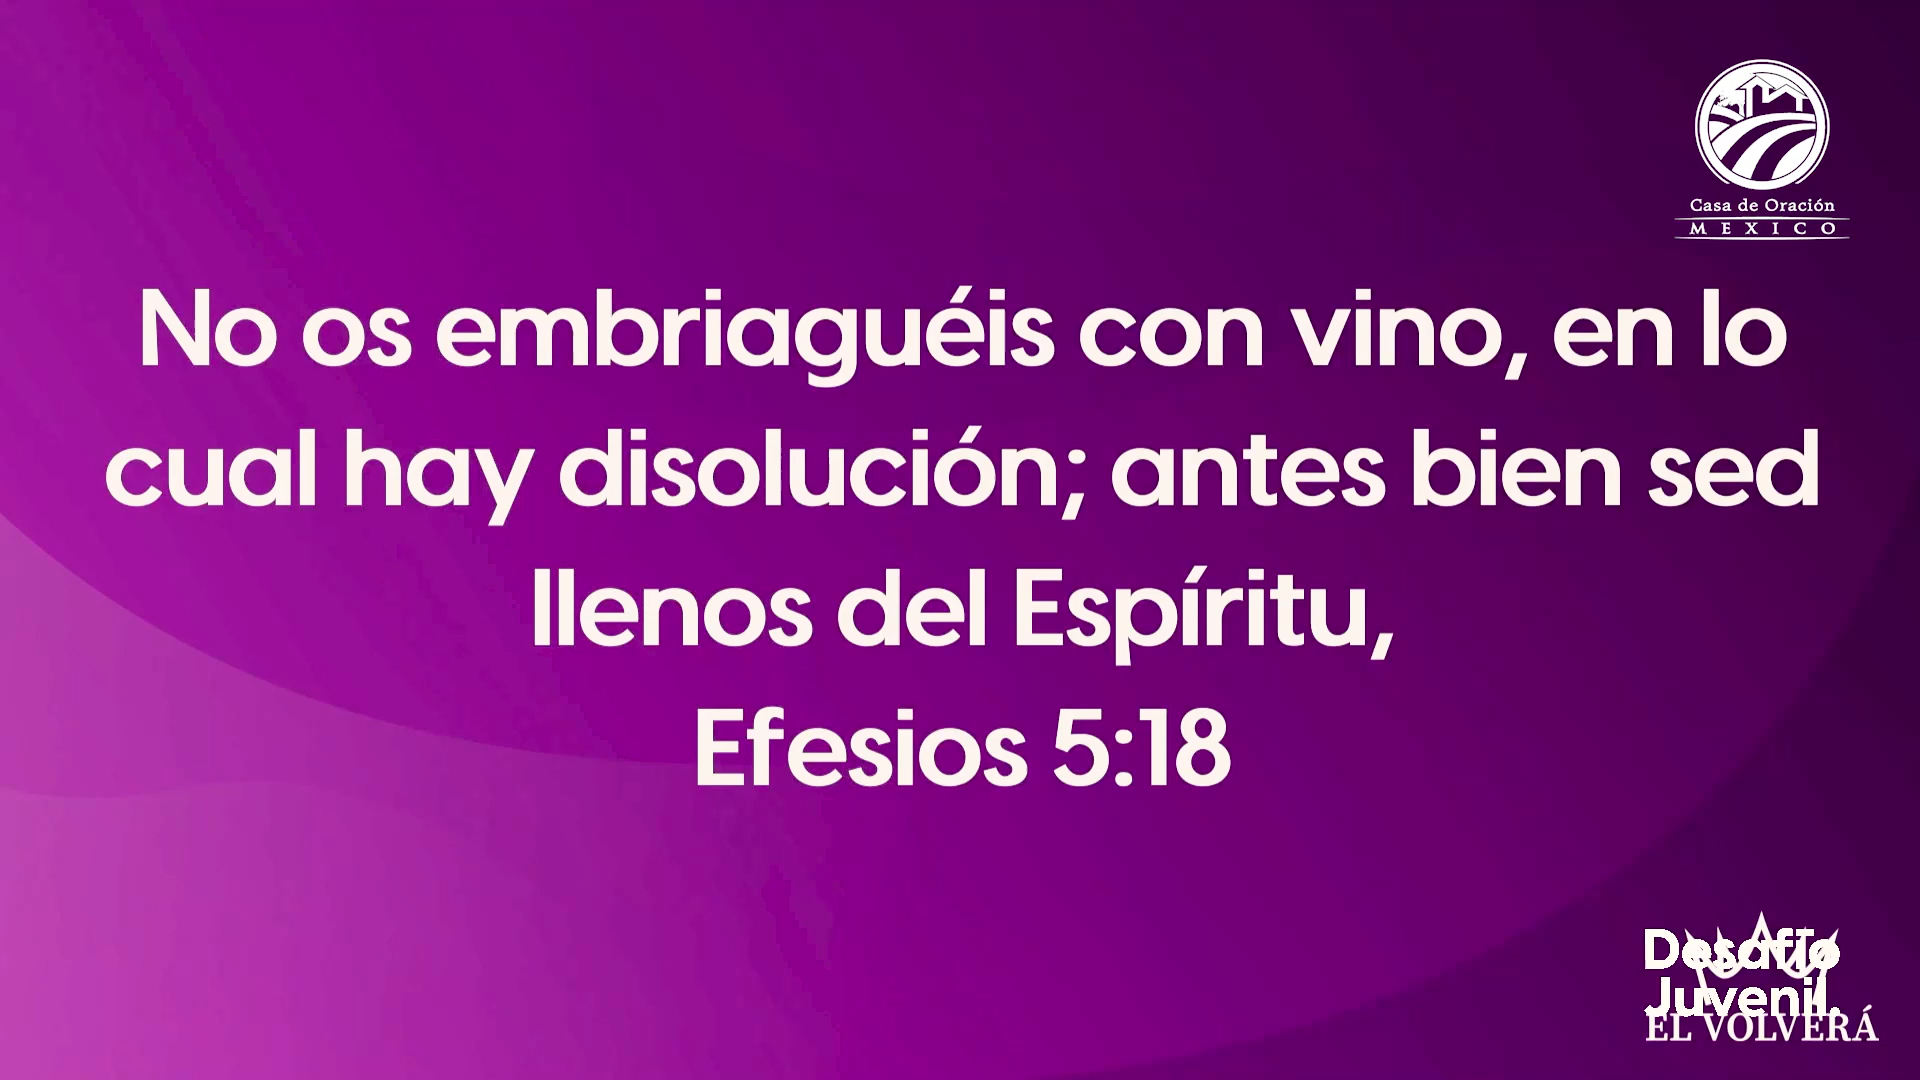 Casa de Oración
MEXICO
No os embriaguéis con vino, en lo
cual hay disolución; antes bien sed
llenos del Espíritu,
Efesios 5:18
Desafío
Juvenil.
EL VOLVERÁ